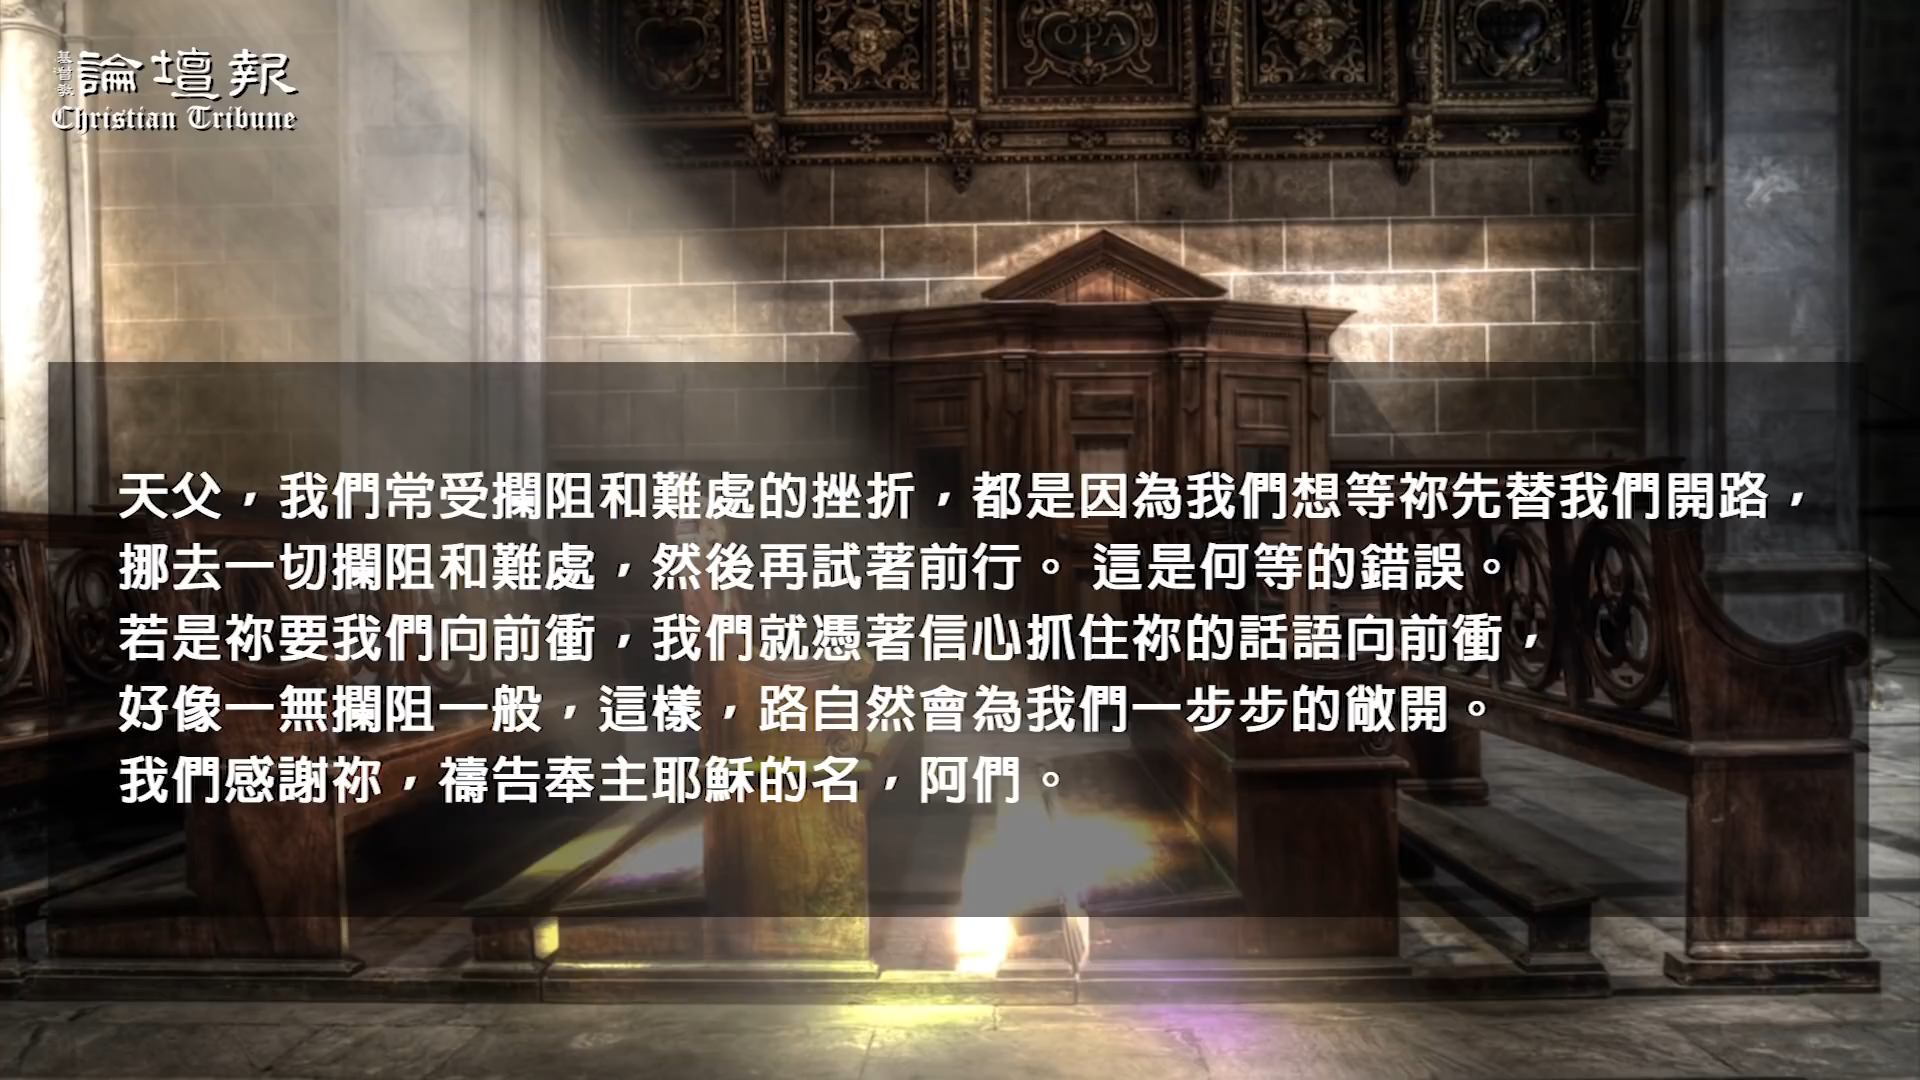 基督教 論壇報
Christian Tribune
OPA
天父，我們常受攔阻和難處的挫折，都是因為我們想等祢先替我們開路，
挪去一切攔阻和難處，然後再試著前行。 這是何等的錯誤。
若是祢要我們向前衝，我們就憑著信心抓住祢的話語向前衝，
好像一無攔阻一般，這樣，路自然會為我們一步步的敞開。
我們感謝祢，禱告奉主耶穌的名，阿們。